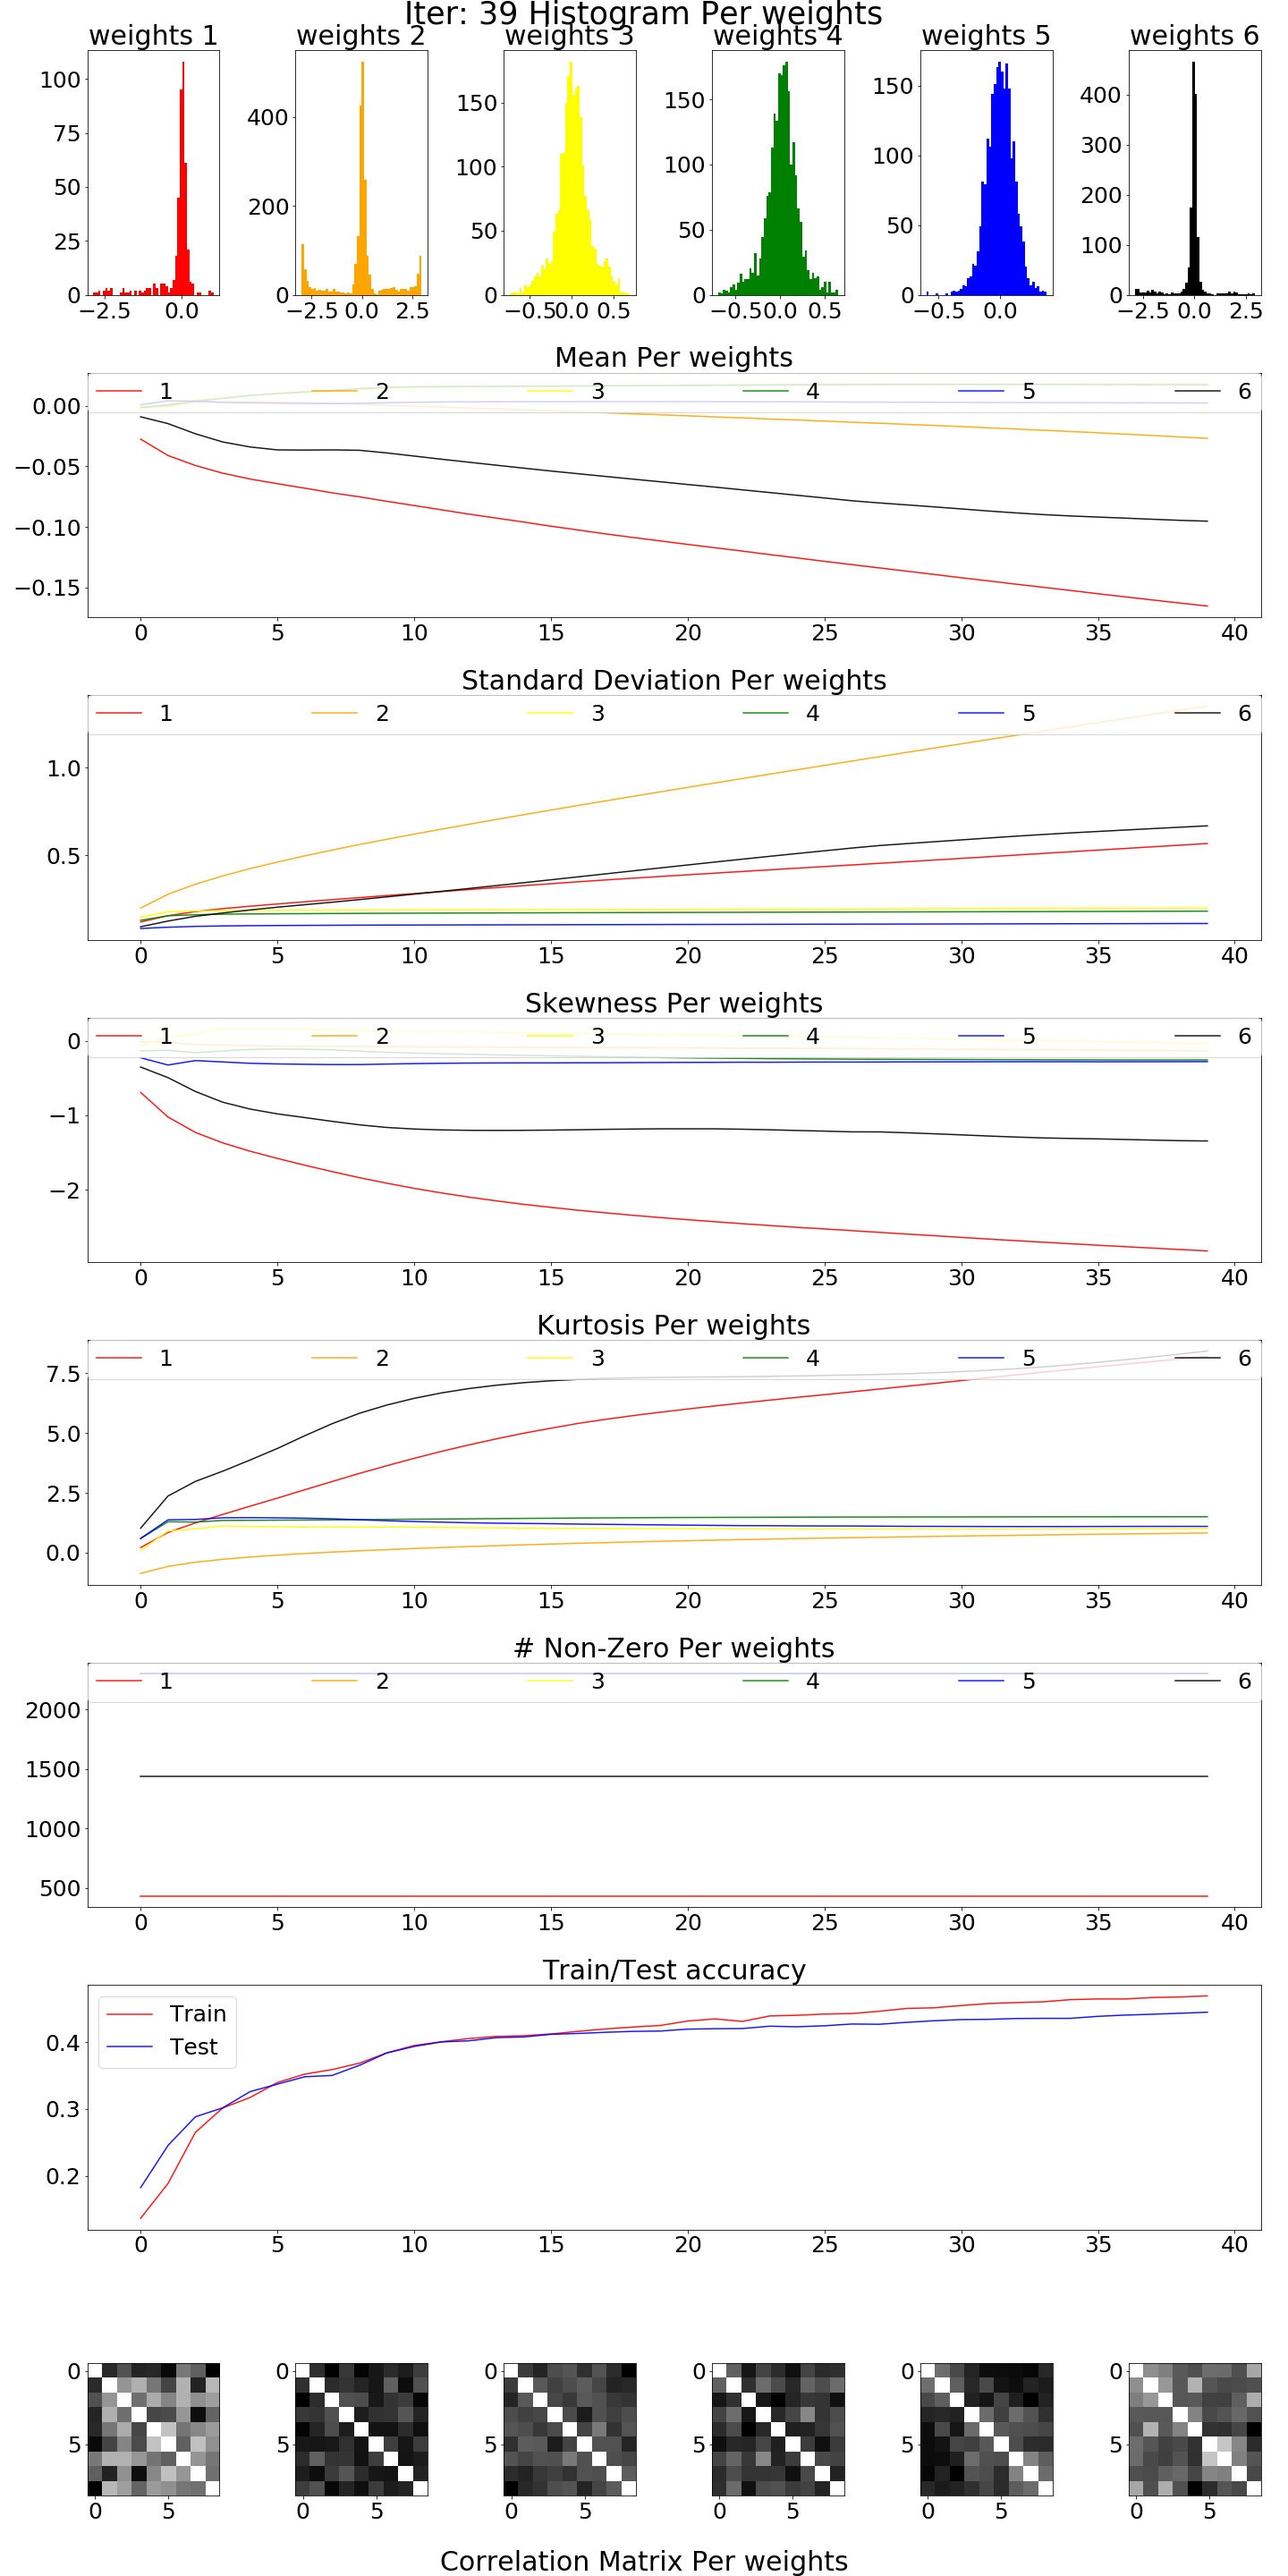 Iter: 39 Histogram Per weights
weights 1 weights 2 weights 3 weights 4 weights 5 weights 6
100
75
50
25
0
−2.5 0.0
400
200
0
−2.5 0.0 2.5
150
100
50
0
−0.5 0.0 0.5
150
100
50
0
−0.5 0.0 0.5
150
100
50
0
−0.5 0.0
400
300
200
100
0
−2.5 0.0 2.5
Mean Per weights
1 2 3 4 5 6
0.00
−0.05
−0.10
−0.15
0 5 10 15 20 25 30 35 40
Standard Deviation Per weights
1 2 3 4 5 6
1.0
0.5
0 5 10 15 20 25 30 35 40
Skewness Per weights
1 2 3 4 5 6
0
−1
−2
0 5 10 15 20 25 30 35 40
Kurtosis Per weights
1 2 3 4 5 6
7.5
5.0
2.5
0.0
0 5 10 15 20 25 30 35 40
# Non-Zero Per weights
1 2 3 4 5 6
2000
1500
1000
500
0 5 10 15 20 25 30 35 40
Train/Test accuracy
Train
Test
0.4
0.3
0.2
0 5 10 15 20 25 30 35 40
0 0 0 0 0 0
5 5 5 5 5 5
0 5 0 5 0 5 0 5 0 5 0 5
Correlation Matrix Per weights